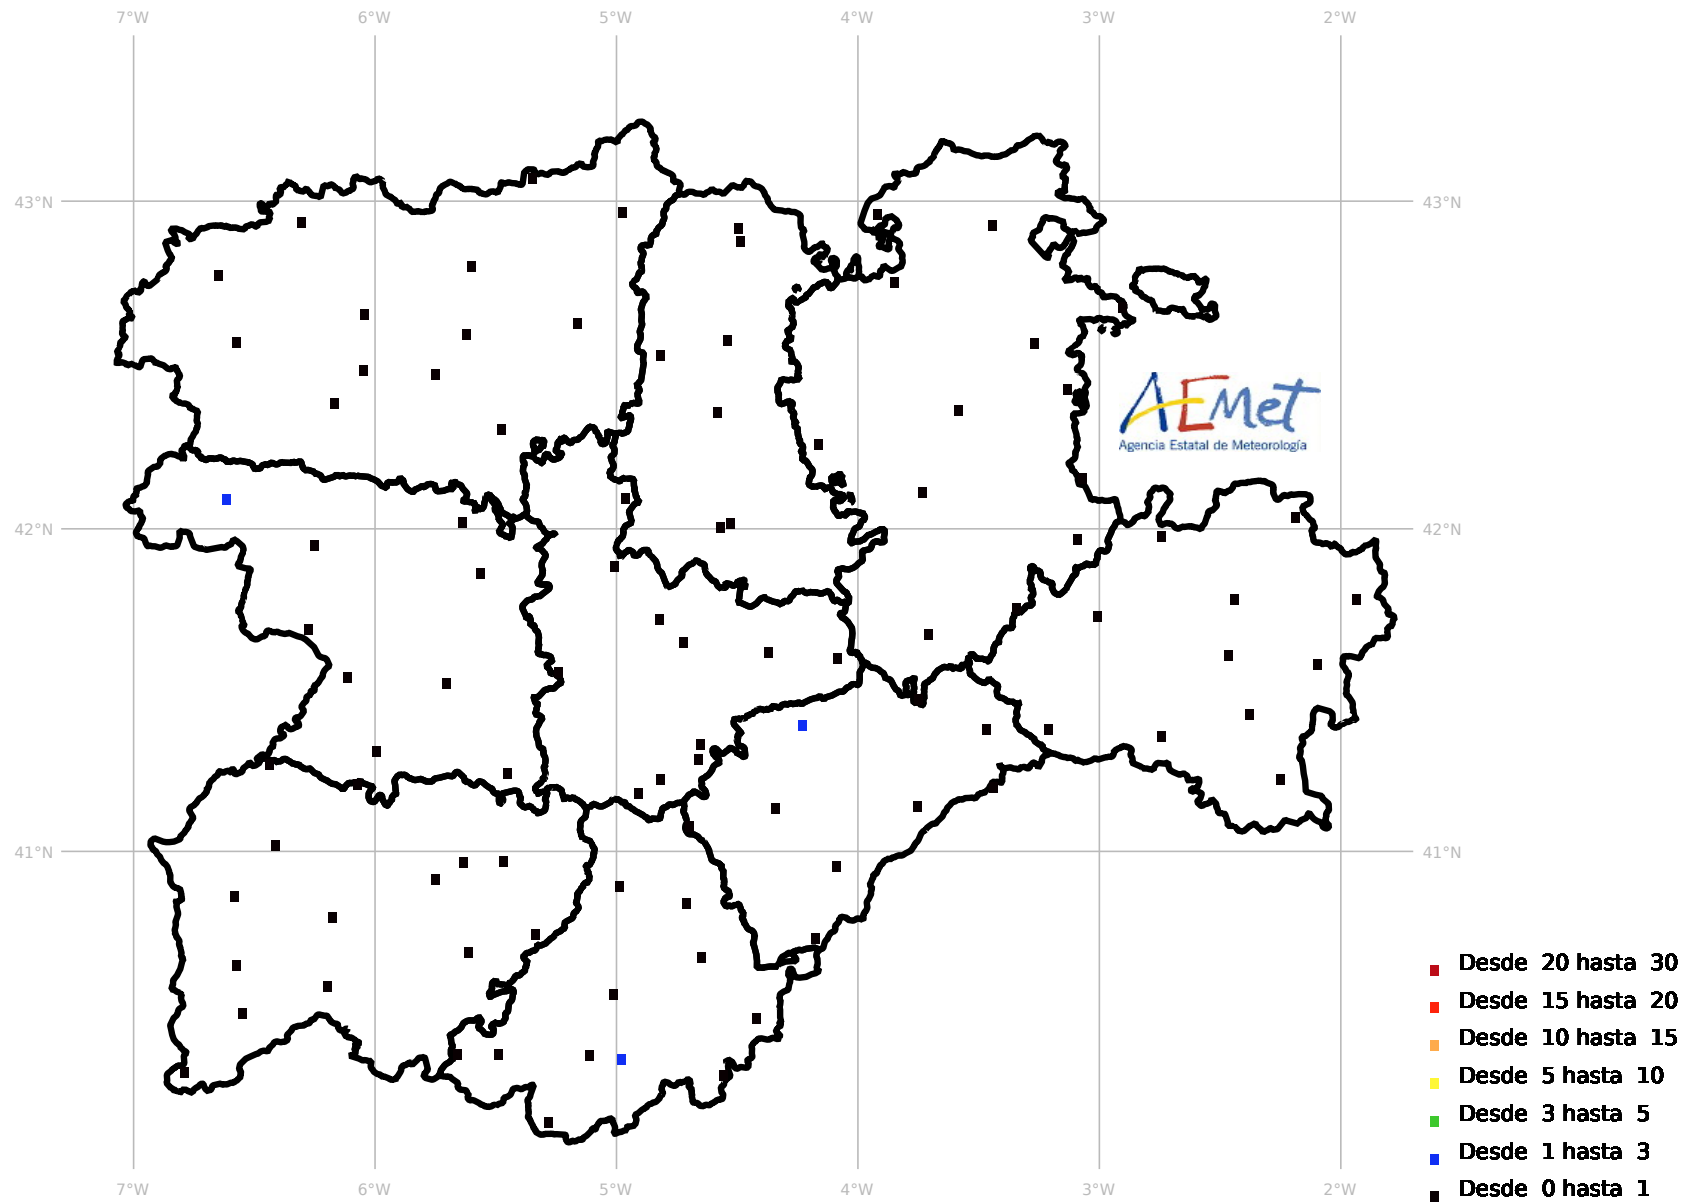 7°W 6°W 5°W 4°W 3°W 2°W
43°N 43°N
AEMet
Agencia Estatal de Meteorología
42°N 42°N
41°N 41°N
Desde 20 hasta 30
Desde 15 hasta 20
Desde 10 hasta 15
Desde 5 hasta 10
Desde 3 hasta 5
Desde 1 hasta 3
Desde 0 hasta 1
7°W 6°W 5°W 4°W 3°W 2°W